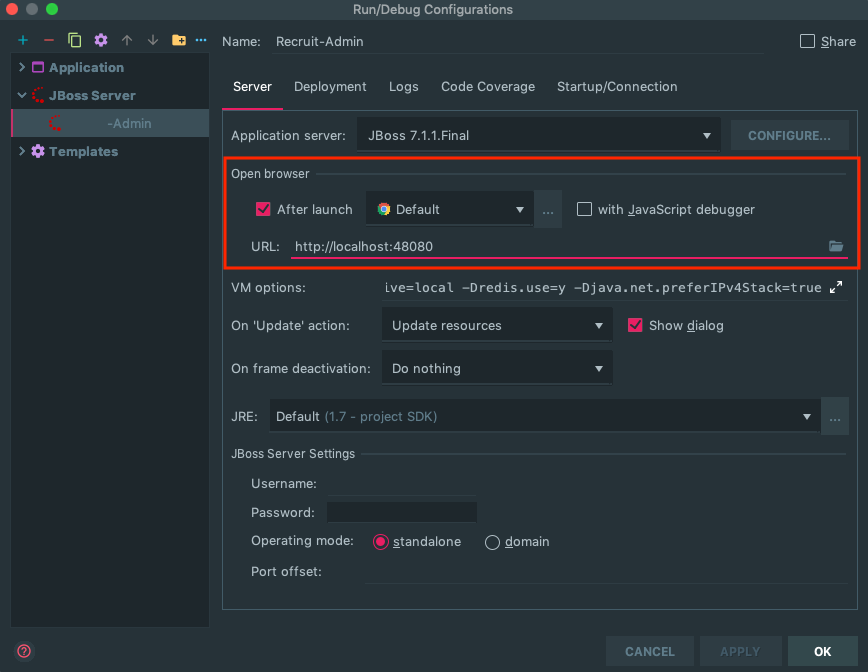 Run/Debug Configurations
Name: Recruit-Admin Share
Application
JBoss Server
-Admin
Templates
Server Deployment Logs Code Coverage Startup/Connection
Application server: JBoss 7.1.1.Final CONFIGURE...
Open browser
After launch Default ... with JavaScript debugger
URL: http://localhost:48080
VM options: ive=local -Dredis.use=y -Djava.net.preferIPv4Stack=true
On 'Update' action: Update resources Show dialog
On frame deactivation: Do nothing
JRE: Default (1.7 - project SDK) ...
JBoss Server Settings
Username:
Password:
Operating mode: standalone domain
Port offset:
CANCEL APPLY OK